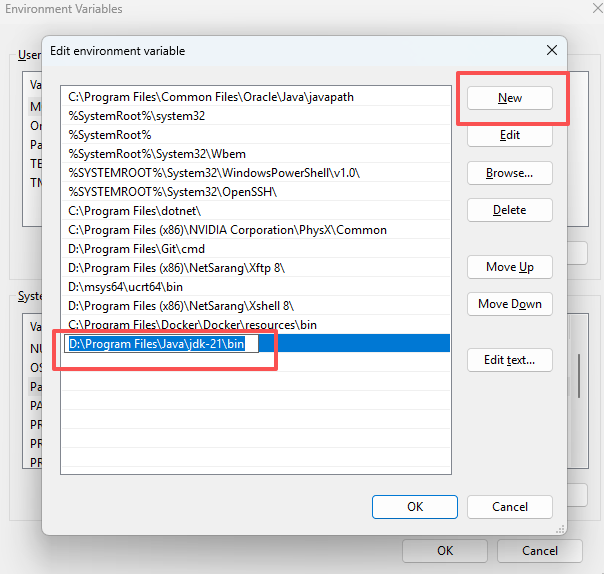 Environment Variables
Edit environment variable
User
Va
M
On
Pa
TE
TM
C:\Program Files\Common Files\Oracle\Java\javapath
%SystemRoot%\system32
%SystemRoot%
%SystemRoot%\System32\Wbem
%SYSTEMROOT%\System32\WindowsPowerShell\v1.0\
%SYSTEMROOT%\System32\OpenSSH\
C:\Program Files\dotnet\
C:\Program Files (x86)\NVIDIA Corporation\PhysX\Common
D:\Program Files\Git\cmd
D:\Program Files (x86)\NetSarang\Xftp 8\
D:\msys64\ucrt64\bin
D:\Program Files (x86)\NetSarang\Xshell 8\
C:\Program Files\Docker\Docker\resources\bin
D:\Program Files\Java\jdk-21\bin
New
Edit
Browse...
Delete
Move Up
Move Down
Edit text...
Syste
Va
NU
OS
Pa
PA
PR
PR
PR
OK
Cancel
OK
Cancel